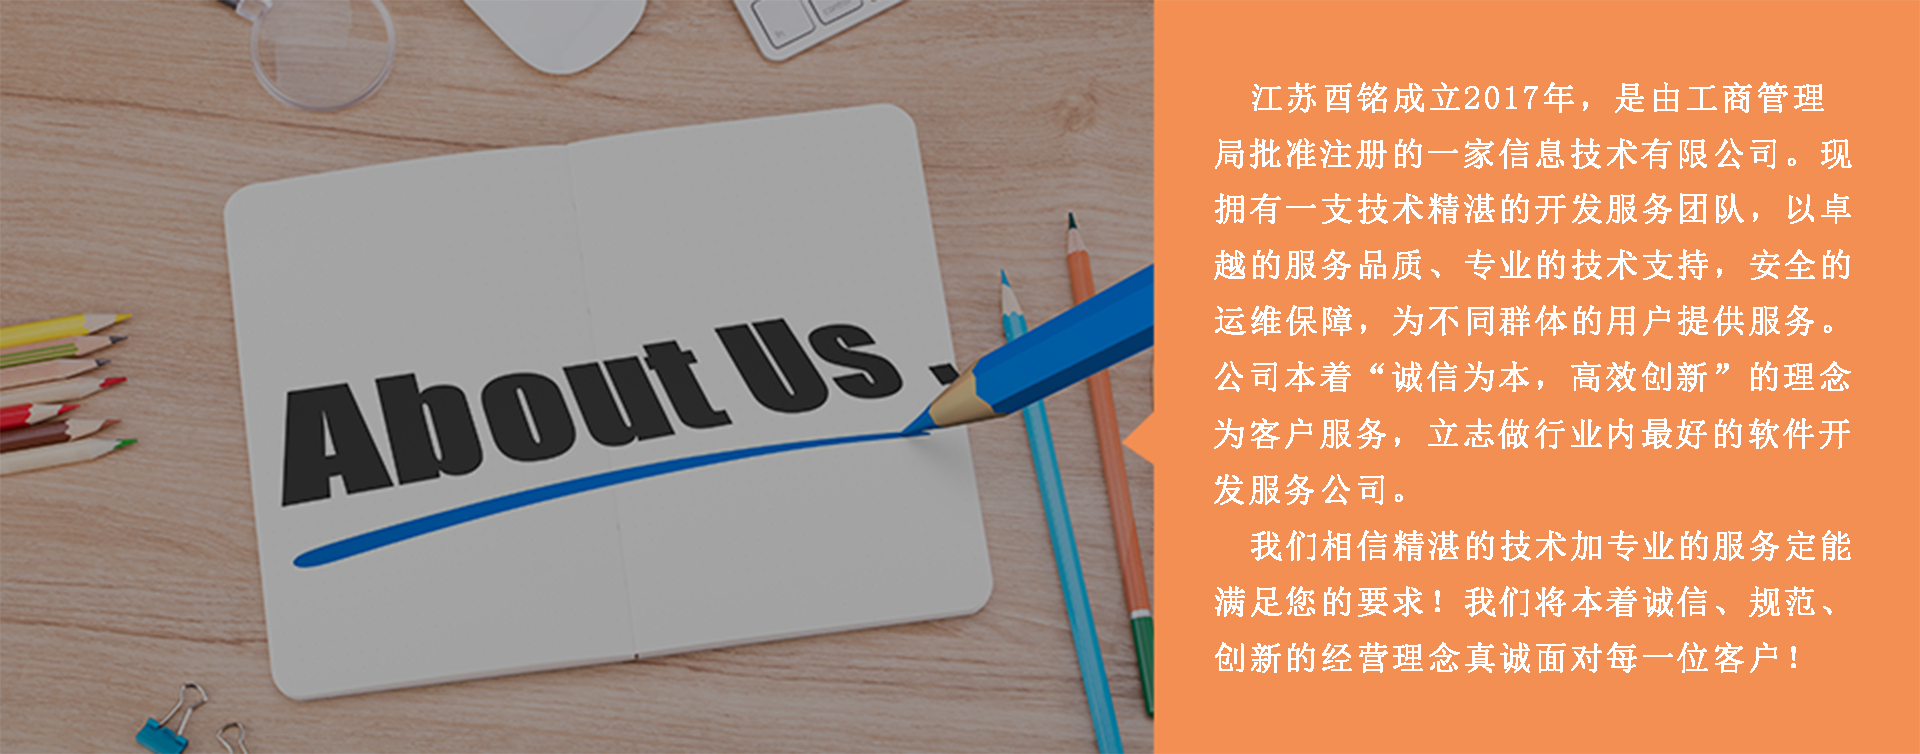 About Us .
江苏酉铭成立2017年，是由工商管理
局批准注册的一家信息技术有限公司。现
拥有一支技术精湛的开发服务团队，以卓
越的服务品质、专业的技术支持，安全的
运维保障，为不同群体的用户提供服务。
公司本着“诚信为本，高效创新”的理念
为客户服务，立志做行业内最好的软件开
发服务公司。
我们相信精湛的技术加专业的服务定能
满足您的要求！我们将本着诚信、规范、
创新的经营理念真诚面对每一位客户！